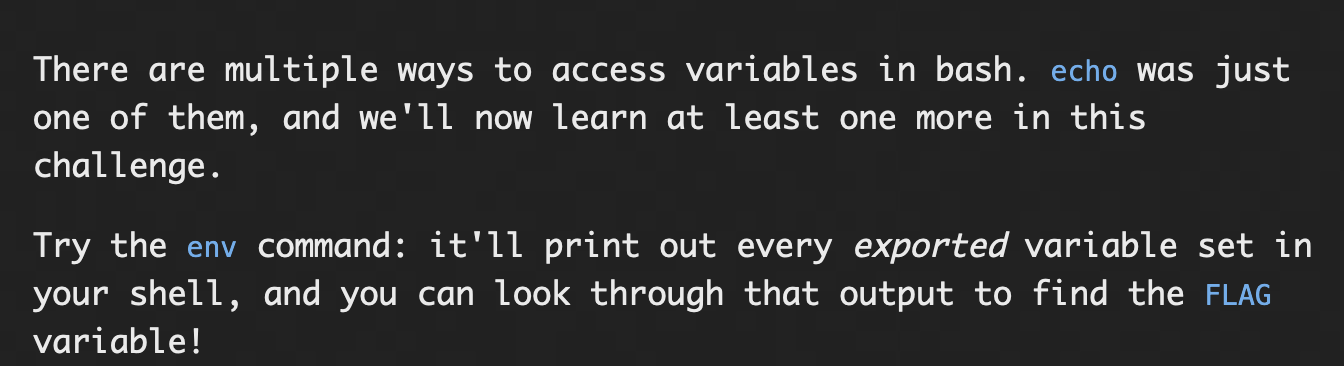 There are multiple ways to access variables in bash. echo was just
one of them, and we'll now learn at least one more in this
challenge.
Try the env command: it'll print out every exported variable set in
your shell, and you can look through that output to find the FLAG
variable!